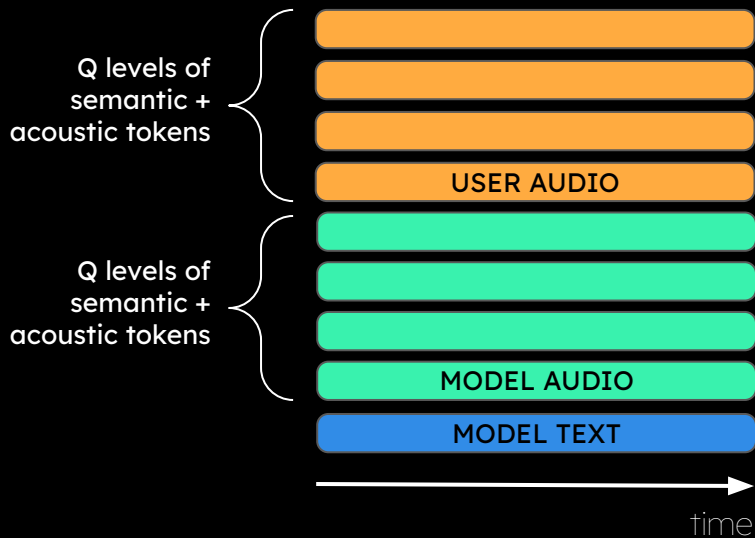 Q levels of
semantic +
acoustic tokens
USER AUDIO
Q levels of
semantic +
acoustic tokens
MODEL AUDIO
MODEL TEXT
time